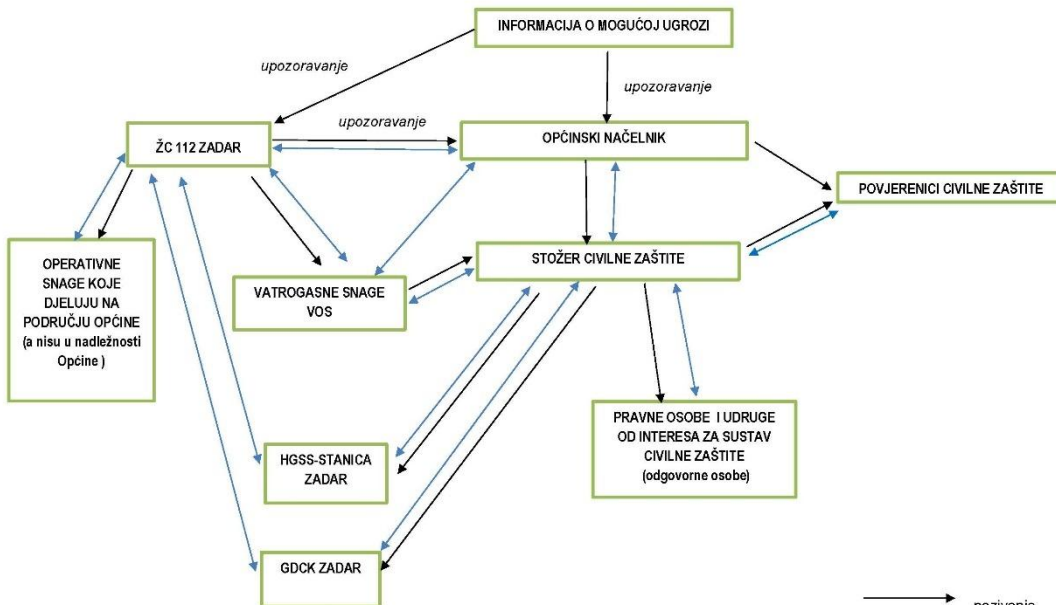 INFORMACIJA O MOGUĆOJ UGROZI
upozoravanje
upozoravanje
upozoravanje
ŽC 112 ZADAR
OPĆINSKI NAČELNIK
POVJERENICI CIVILNE ZAŠTITE
OPERATIVNE
SNAGE KOJE
DJELUJU NA
PODRUČJU OPĆINE
(a nisu u nadležnosti
Općine )
VATROGASNE SNAGE
VOS
STOŽER CIVILNE ZAŠTITE
HGSS-STANICA
ZADAR
PRAVNE OSOBE I UDRUGE
OD INTERESA ZA SUSTAV
CIVILNE ZAŠTITE
(odgovorne osobe)
GDCK ZADAR